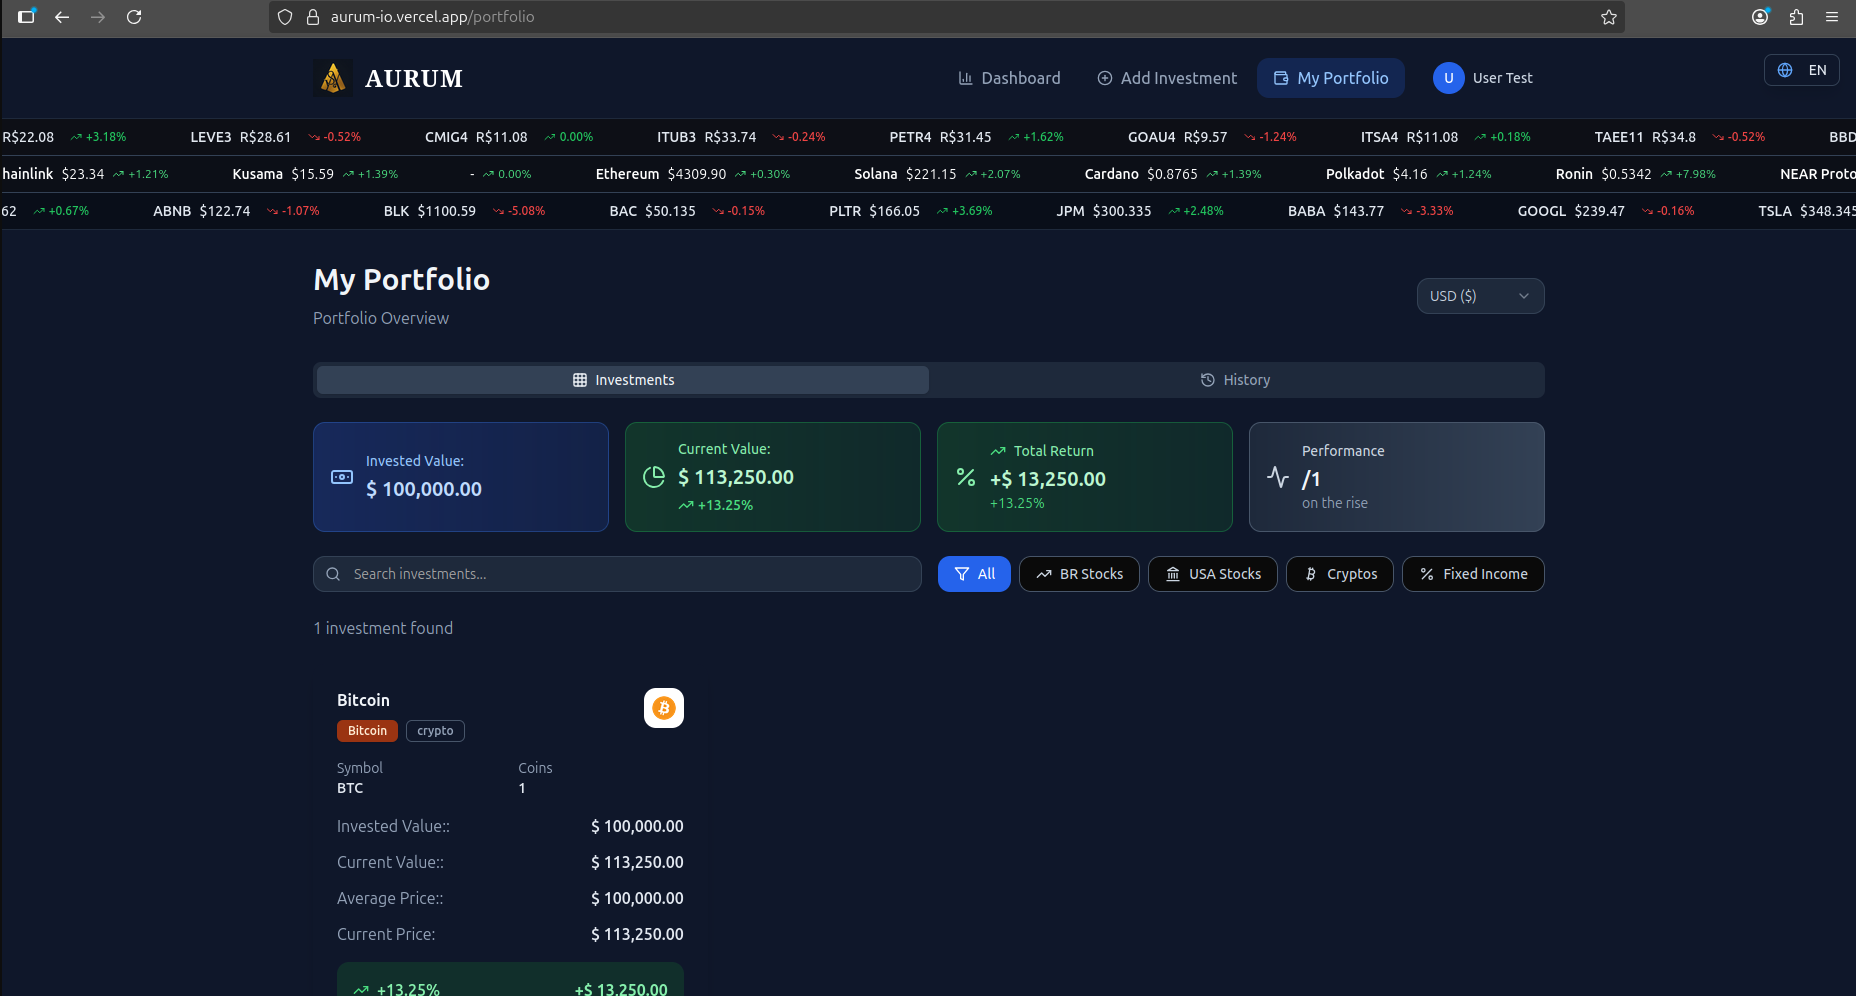 aurum-io.vercel.app/portfolio
AURUM
Dashboard Add Investment My Portfolio U User Test EN
R$22.08 +3.18% LEVE3 R$28.61 -0.52% CMIG4 R$11.08 0.00% ITUB3 R$33.74 -0.24% PETR4 R$31.45 +1.62% GOAU4 R$9.57 -1.24% ITSA4 R$11.08 +0.18% TAEE11 R$34.8 -0.52% BBD
hainlink $23.34 +1.21% Kusama $15.59 +1.39% - 0.00% Ethereum $4309.90 +0.30% Solana $221.15 +2.07% Cardano $0.8765 +1.39% Polkadot $4.16 +1.24% Ronin $0.5342 +7.98% NEAR Proto
62 +0.67% ABNB $122.74 -1.07% BLK $1100.59 -5.08% BAC $50.135 -0.15% PLTR $166.05 +3.69% JPM $300.335 +2.48% BABA $143.77 -3.33% GOOGL $239.47 -0.16% TSLA $348.345
My Portfolio
Portfolio Overview
USD ($)
Investments History
Invested Value:
$ 100,000.00
Current Value:
$ 113,250.00
+13.25%
Total Return
+$ 13,250.00
+13.25%
Performance
/1
on the rise
Search investments...
All BR Stocks USA Stocks Cryptos Fixed Income
1 investment found
Bitcoin
Bitcoin crypto
Symbol Coins
BTC 1
Invested Value:: $ 100,000.00
Current Value:: $ 113,250.00
Average Price:: $ 100,000.00
Current Price: $ 113,250.00
+13.25% +$ 13,250.00